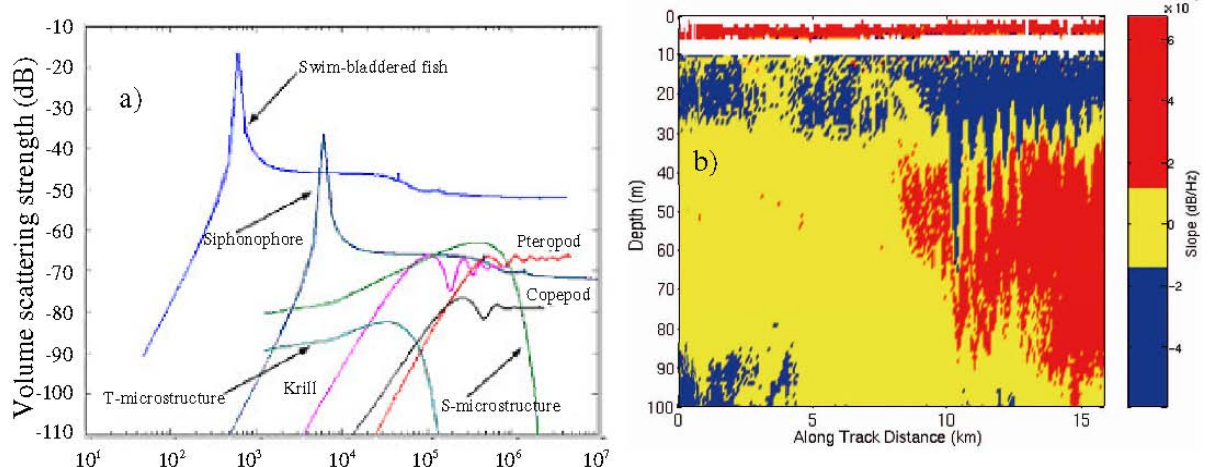 a)
Volume scattering strength (dB)
-10
-20
-30
-40
-50
-60
-70
-80
-90
-100
-110
10¹ 10² 10³ 10⁴ 10⁵ 10⁶ 10⁷
Swim-bladdered fish
Siphonophore
Pteropod
Copepod
T-microstructure
Krill
S-microstructure
b)
Depth (m)
0
10
20
30
40
50
60
70
80
90
100
0 5 10 15
Along Track Distance (km)
6
4
2
0
-2
-4
Slope (dB/Hz)